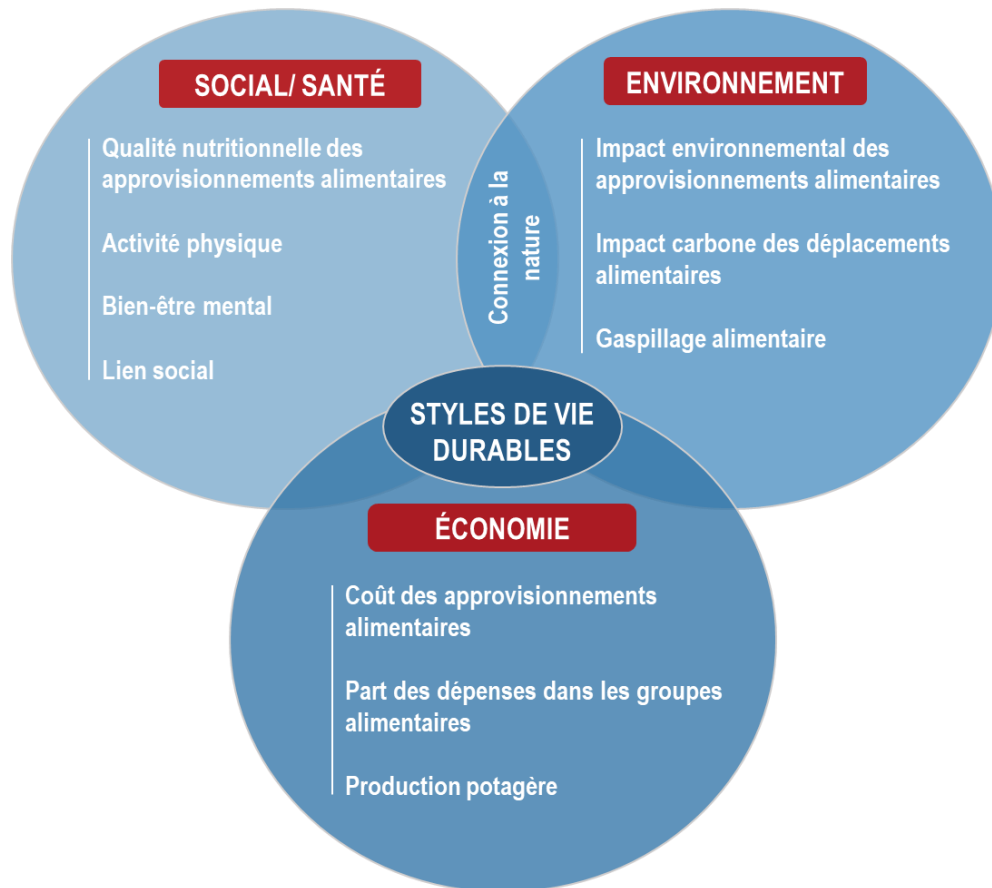 SOCIAL/ SANTÉ
Qualité nutritionnelle des
approvisionnements alimentaires
Activité physique
Bien-être mental
Lien social
Connexion à la
nature
ENVIRONNEMENT
Impact environnemental des
approvisionnements alimentaires
Impact carbone des déplacements
alimentaires
Gaspillage alimentaire
STYLES DE VIE
DURABLES
ÉCONOMIE
Coût des approvisionnements
alimentaires
Part des dépenses dans les groupes
alimentaires
Production potagère